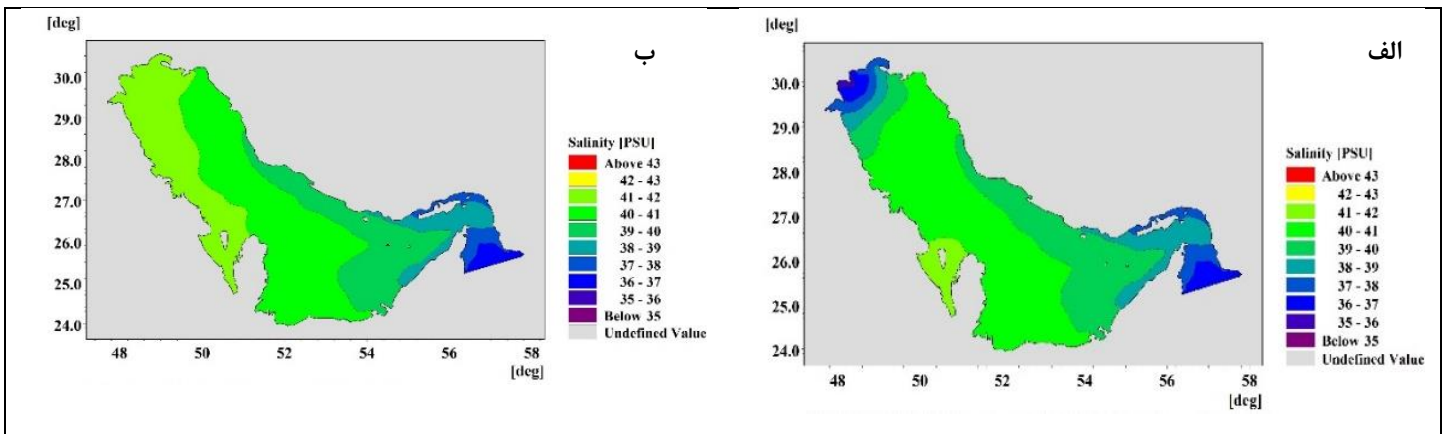 [deg]
ب
30.0
29.0
28.0
27.0
26.0
25.0
24.0
48 50 52 54 56 58
[deg]
Salinity [PSU]
Above 43
42 - 43
41 - 42
40 - 41
39 - 40
38 - 39
37 - 38
36 - 37
35 - 36
Below 35
Undefined Value
[deg]
الف
30.0
29.0
28.0
27.0
26.0
25.0
24.0
48 50 52 54 56 58
[deg]
Salinity [PSU]
Above 43
42 - 43
41 - 42
40 - 41
39 - 40
38 - 39
37 - 38
36 - 37
35 - 36
Below 35
Undefined Value